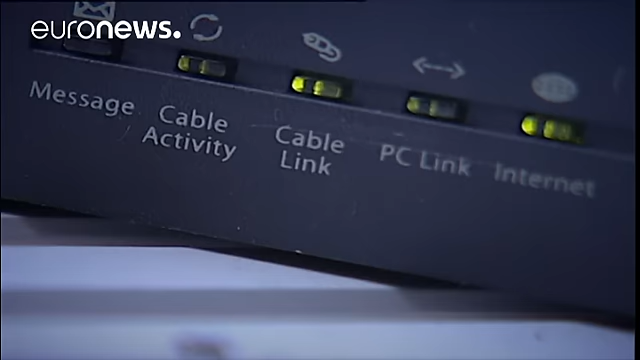 euronews.
Message
Cable
Activity
Cable
Link
PC Link
Internet